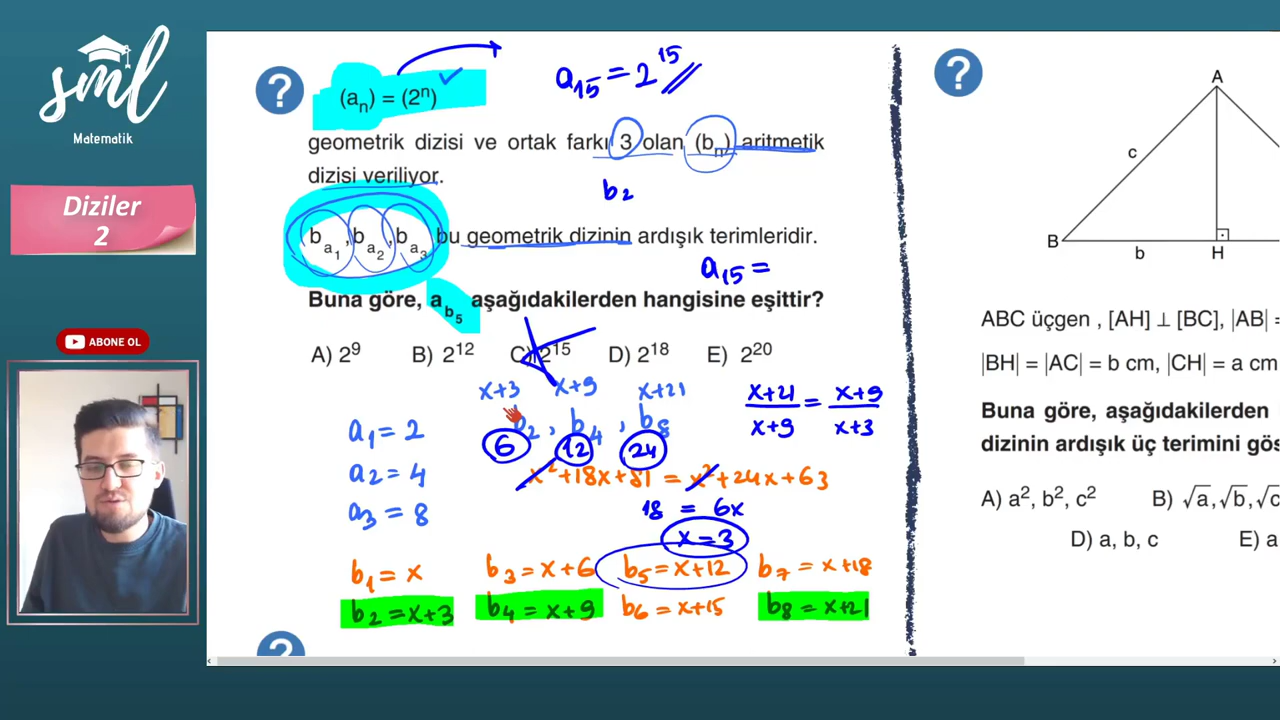 sml
Matematik
Diziler
2
ABONE OL
?
(aₙ) = (2ⁿ)
a₁₅ = 2¹⁵
geometrik dizisi ve ortak farkı 3 olan (bₙ) aritmetik
dizisi veriliyor.
b₂
b_a₁, b_a₂, b_a₃ bu geometrik dizinin ardışık terimleridir.
a₁₅ =
Buna göre, a_b₅ aşağıdakilerden hangisine eşittir?
A) 2⁹ B) 2¹² C) 2¹⁵ D) 2¹⁸ E) 2²⁰
x+3 x+9 x+21
b₂, b₄, b₈
6 12 24
(x+21)/(x+9) = (x+9)/(x+3)
x²+18x+81 = x²+24x+63
18 = 6x
x=3
a₁ = 2
a₂ = 4
a₃ = 8
b₁ = x b₃ = x+6 b₅ = x+12 b₇ = x+18
b₂ = x+3 b₄ = x+9 b₆ = x+15 b₈ = x+21
?
?
A
c
B
b
H
ABC üçgen , [AH] ⊥ [BC], |AB| =
|BH| = |AC| = b cm, |CH| = a cm
Buna göre, aşağıdakilerden
dizinin ardışık üç terimini gös
A) a², b², c² B) √a, √b, √c
D) a, b, c E) a